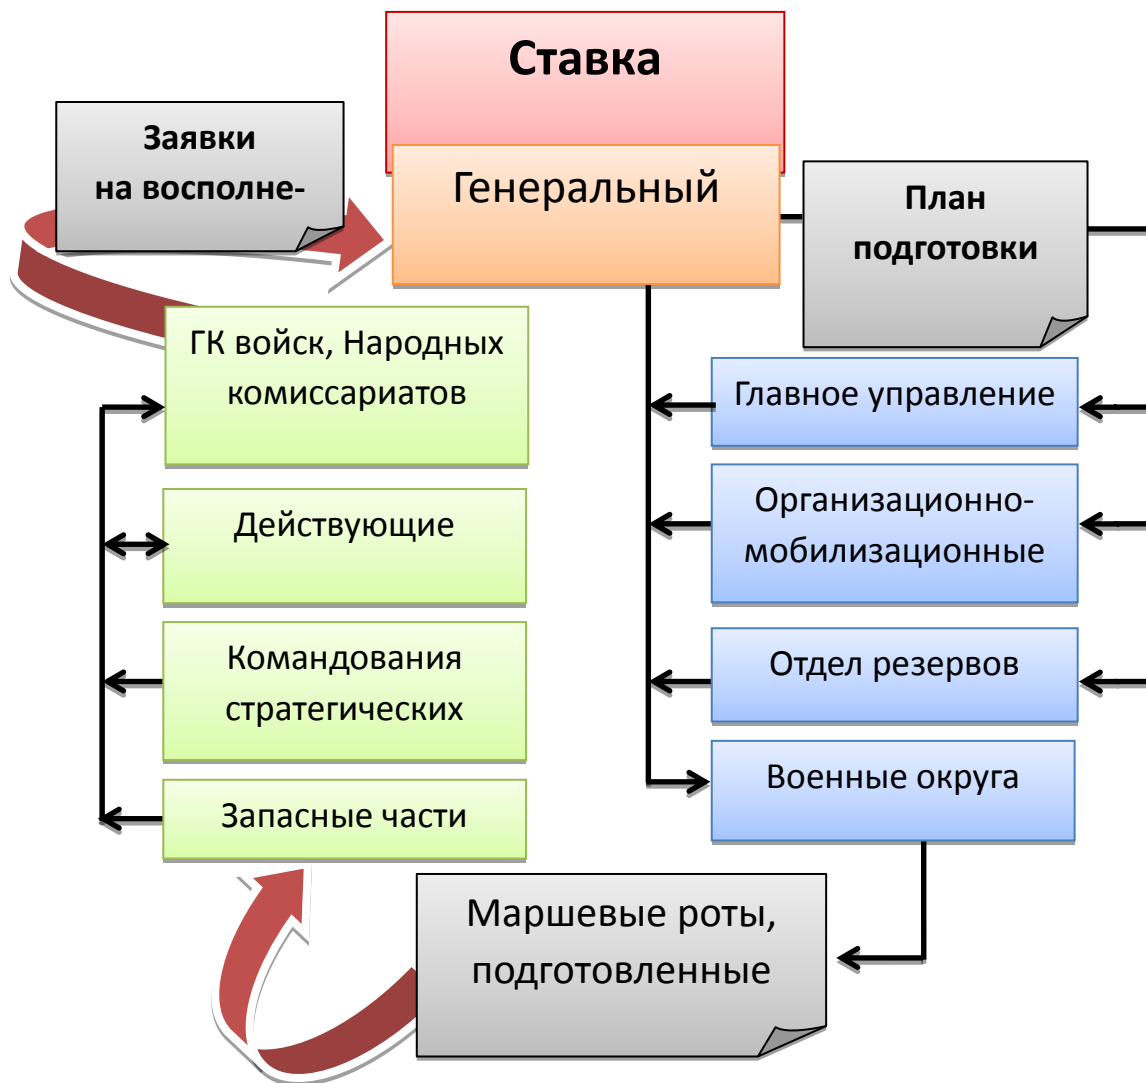 Ставка
Заявки
на восполне-
Генеральный
План
подготовки
ГК войск, Народных
комиссариатов
Действующие
Командования
стратегических
Запасные части
Главное управление
Организационно-
мобилизационные
Отдел резервов
Военные округа
Маршевые роты,
подготовленные